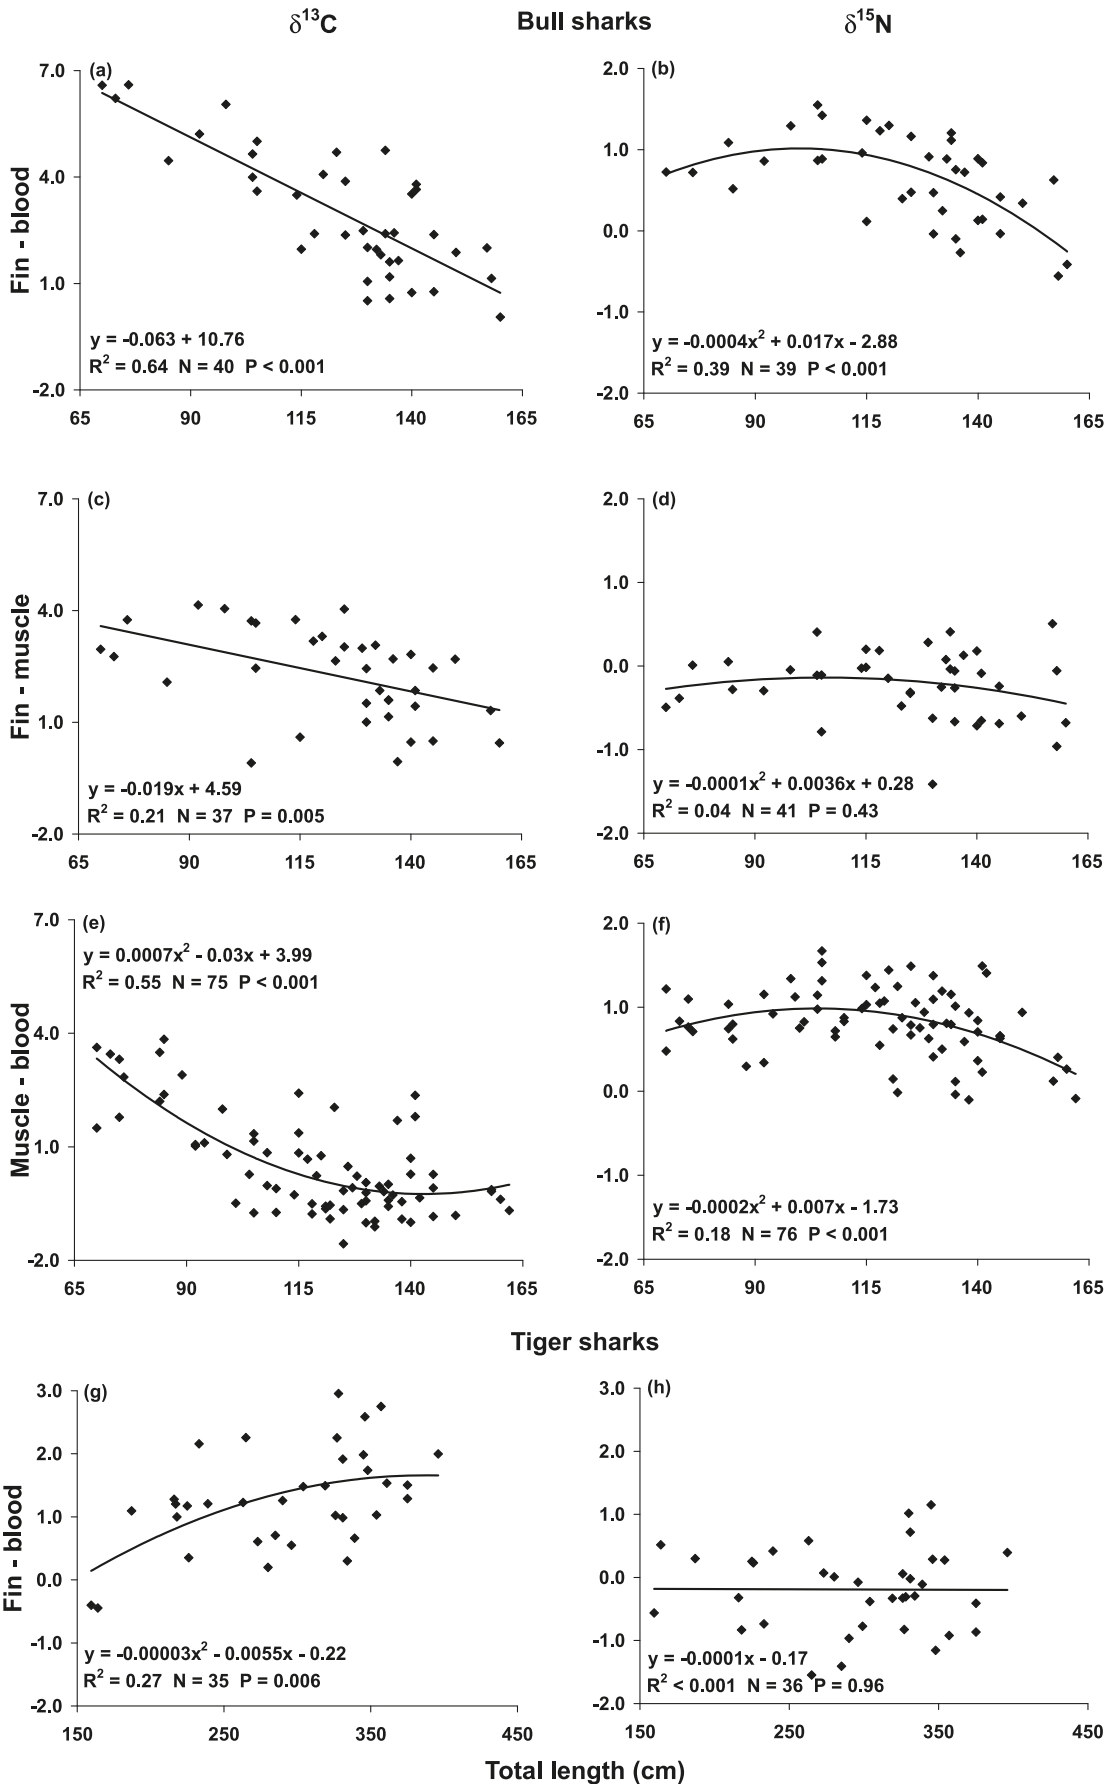 δ13C Bull sharks δ15N
(a)
7.0
4.0
1.0
-2.0
Fin - blood
y = -0.063 + 10.76
R2 = 0.64 N = 40 P < 0.001
65 90 115 140 165
(b)
2.0
1.0
0.0
-1.0
-2.0
y = -0.0004x2 + 0.017x - 2.88
R2 = 0.39 N = 39 P < 0.001
65 90 115 140 165
(c)
7.0
4.0
1.0
-2.0
Fin - muscle
y = -0.019x + 4.59
R2 = 0.21 N = 37 P = 0.005
65 90 115 140 165
(d)
2.0
1.0
0.0
-1.0
-2.0
y = -0.0001x2 + 0.0036x + 0.28
R2 = 0.04 N = 41 P = 0.43
65 90 115 140 165
(e)
7.0
4.0
1.0
-2.0
Muscle - blood
y = 0.0007x2 - 0.03x + 3.99
R2 = 0.55 N = 75 P < 0.001
65 90 115 140 165
(f)
2.0
1.0
0.0
-1.0
-2.0
y = -0.0002x2 + 0.007x - 1.73
R2 = 0.18 N = 76 P < 0.001
65 90 115 140 165
Tiger sharks
(g)
3.0
2.0
1.0
0.0
-1.0
-2.0
Fin - blood
y = -0.00003x2 - 0.0055x - 0.22
R2 = 0.27 N = 35 P = 0.006
150 250 350 450
(h)
3.0
2.0
1.0
0.0
-1.0
-2.0
y = -0.0001x - 0.17
R2 < 0.001 N = 36 P = 0.96
150 250 350 450
Total length (cm)